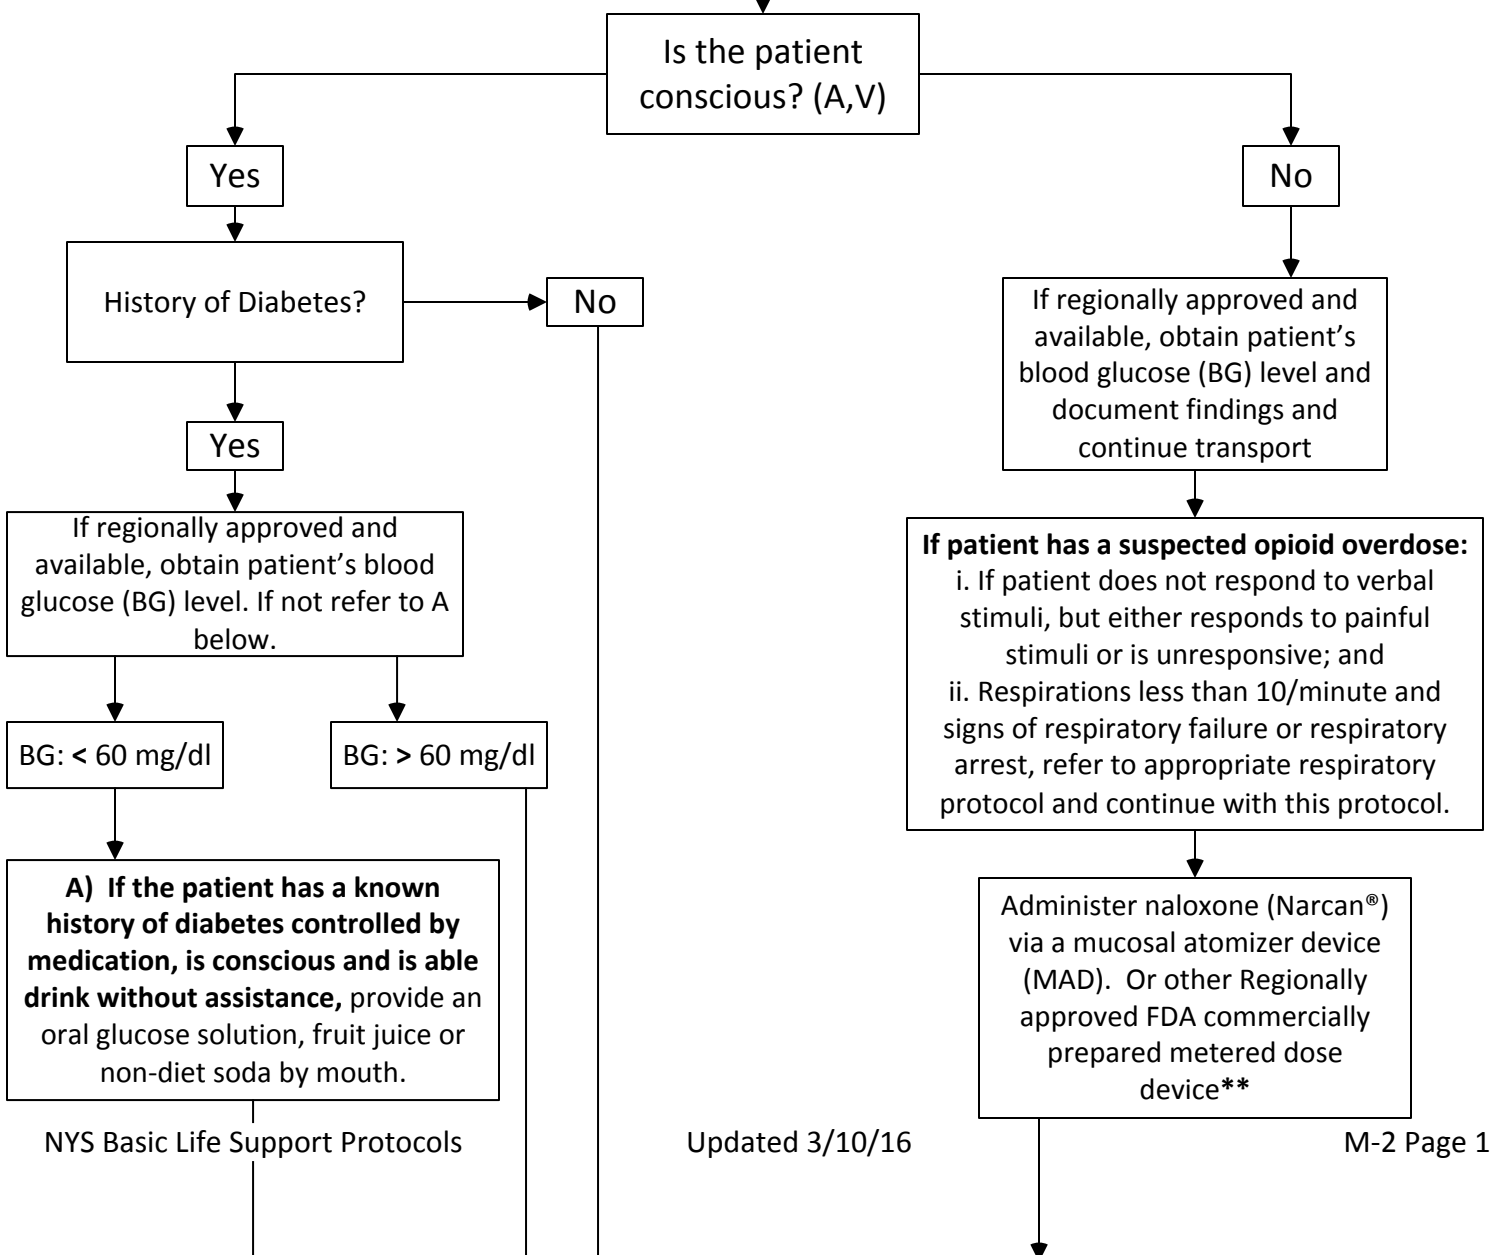 Is the patient
conscious? (A,V)
Yes
No
History of Diabetes?
No
If regionally approved and
available, obtain patient's
blood glucose (BG) level and
document findings and
continue transport
Yes
If regionally approved and
available, obtain patient's blood
glucose (BG) level. If not refer to A
below.
If patient has a suspected opioid overdose:
i. If patient does not respond to verbal
stimuli, but either responds to painful
stimuli or is unresponsive; and
ii. Respirations less than 10/minute and
signs of respiratory failure or respiratory
arrest, refer to appropriate respiratory
protocol and continue with this protocol.
BG: < 60 mg/dl
BG: > 60 mg/dl
A) If the patient has a known
history of diabetes controlled by
medication, is conscious and is able
drink without assistance, provide an
oral glucose solution, fruit juice or
non-diet soda by mouth.
Administer naloxone (Narcan®)
via a mucosal atomizer device
(MAD). Or other Regionally
approved FDA commercially
prepared metered dose
device**
NYS Basic Life Support Protocols
Updated 3/10/16
M-2 Page 1